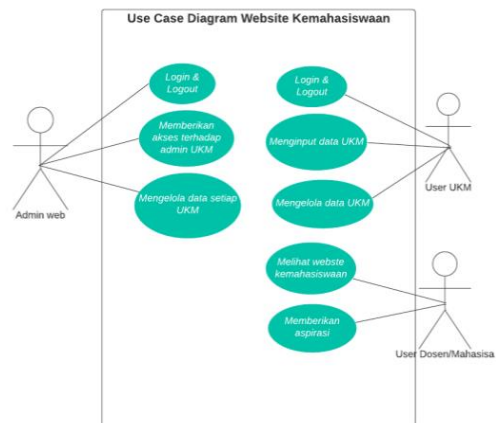 Use Case Diagram Website Kemahasiswaan
Login &
Logout
Memberikan
akses terhadap
admin UKM
Mengelola data setiap
UKM
Admin web
Login &
Logout
Menginput data UKM
Mengelola data UKM
User UKM
Melihat webste
kemahasiswaan
Memberikan
aspirasi
User Dosen/Mahasisa